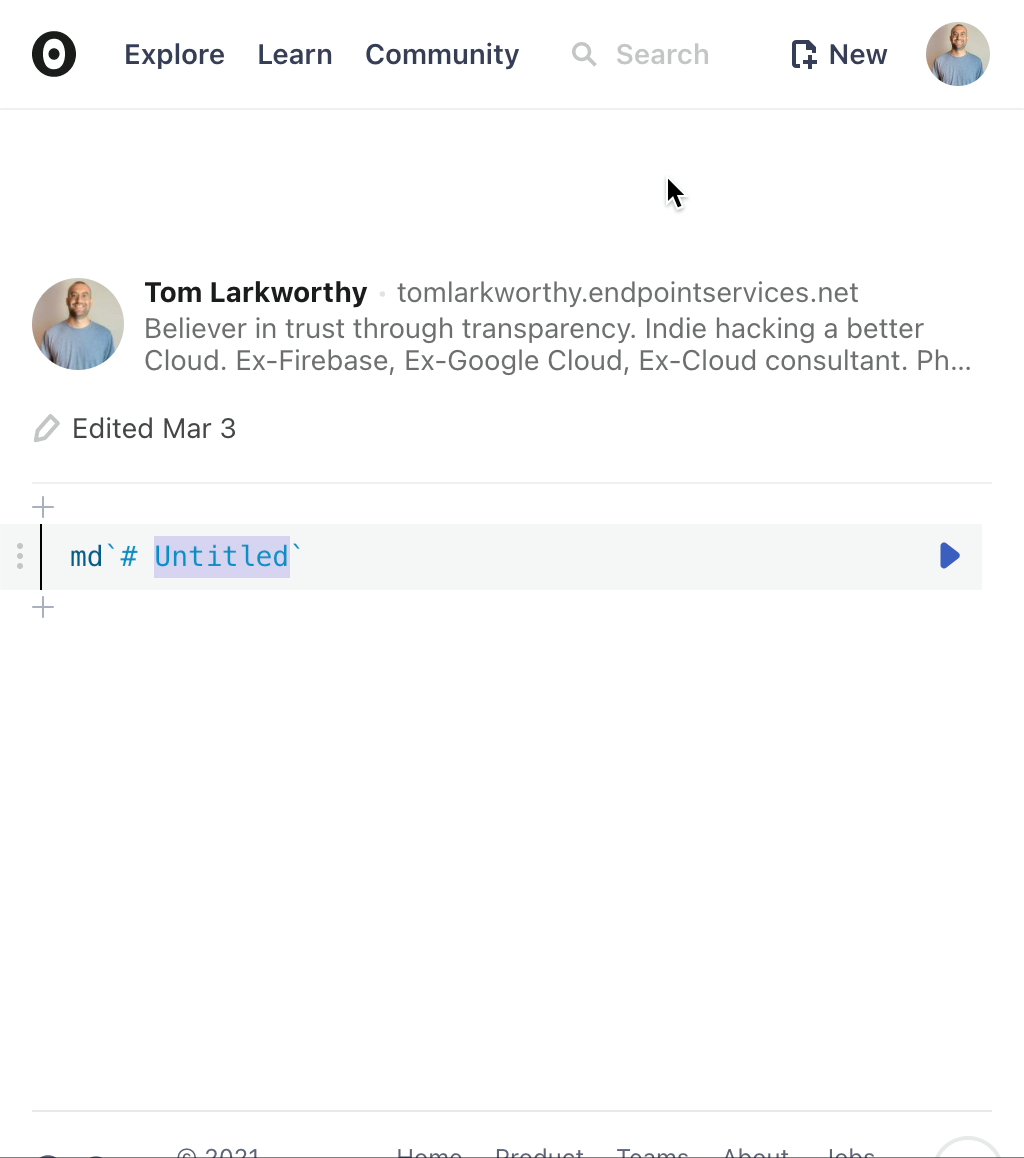 Explore Learn Community Search New
Tom Larkworthy • tomlarkworthy.endpointservices.net
Believer in trust through transparency. Indie hacking a better
Cloud. Ex-Firebase, Ex-Google Cloud, Ex-Cloud consultant. Ph...
Edited Mar 3
md`# Untitled`
© 2021 Home Product Teams About Jobs